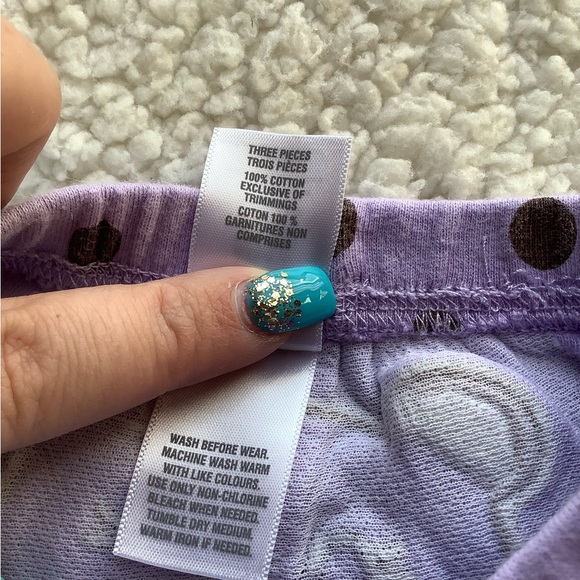 THREE PIECES
TROIS PIÈCES
100% COTTON
EXCLUSIVE OF
TRIMMINGS
COTON 100 %
GARNITURES NON
COMPRISES
WASH BEFORE WEAR.
MACHINE WASH WARM
WITH LIKE COLOURS.
USE ONLY NON-CHLORINE
BLEACH WHEN NEEDED.
TUMBLE DRY MEDIUM.
WARM IRON IF NEEDED.